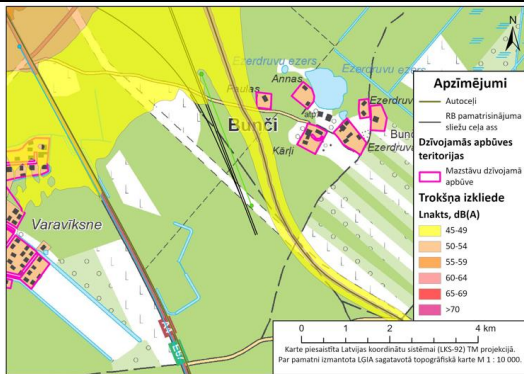 N
Ezerdruvu ezers
Ezerdruvu ezers
Annas
Paulas
Bunči
Kārļi
Varavīksne
A4
E67
Apzīmējumi
Autoceļi
RB pamatrisinājuma
sliežu ceļa ass
Dzīvojamās apbūves
teritorijas
Mazstāvu dzīvojamā
apbūve
Trokšņa izkliede
Lnakts, dB(A)
45-49
50-54
55-59
60-64
65-69
>70
0 1 2 4 km
Karte piesaistīta Latvijas koordinātu sistēmai (LKS-92) TM projekcijā.
Par pamatni izmantota LĢIA sagatavotā topogrāfiskā karte M 1 : 10 000.